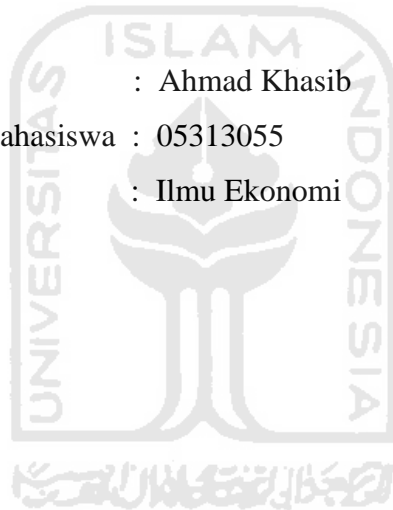 ISLAM
UNIVERSITAS
INDONESIA
: Ahmad Khasib
ahasiswa : 05313055
: Ilmu Ekonomi